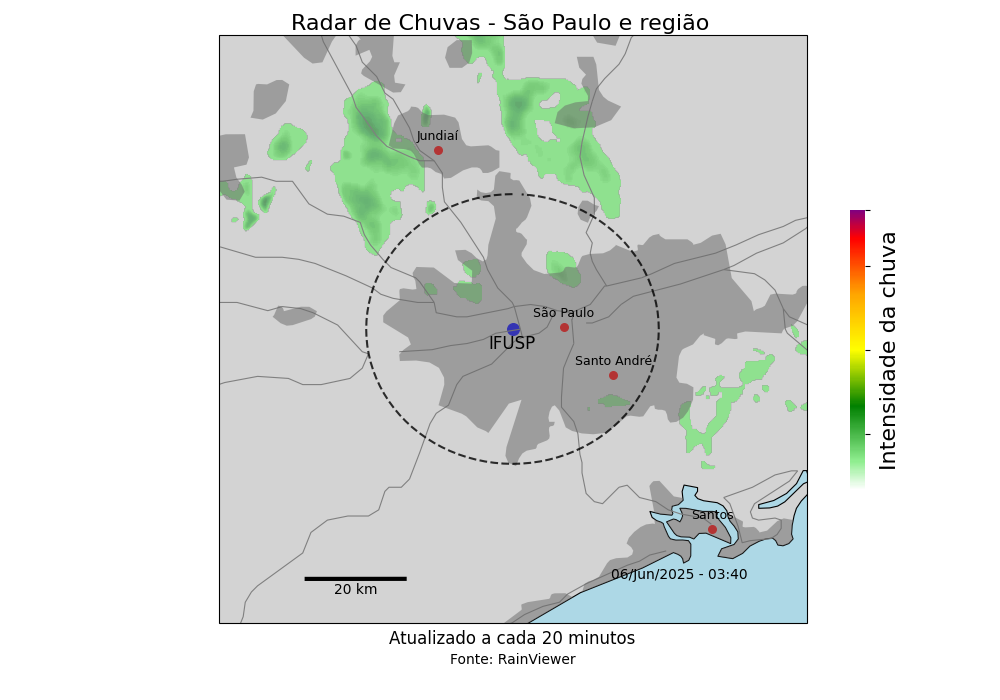 Radar de Chuvas - São Paulo e região
Jundiaí
São Paulo
IFUSP
Santo André
Santos
06/Jun/2025 - 03:40
20 km
Intensidade da chuva
Atualizado a cada 20 minutos
Fonte: RainViewer